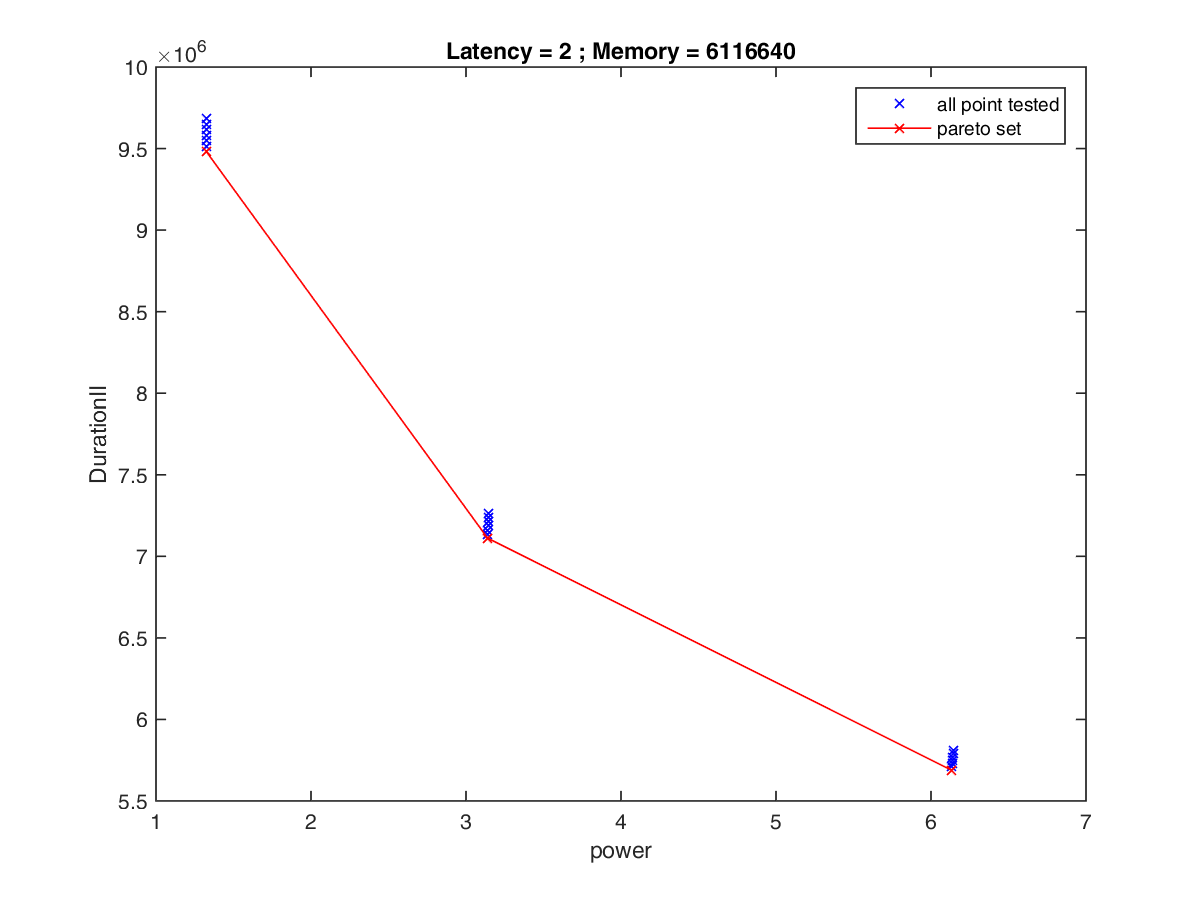 Latency = 2 ; Memory = 6116640
×10^6
10
9.5
9
8.5
8
7.5
7
6.5
6
5.5
DurationII
all point tested
pareto set
1 2 3 4 5 6 7
power